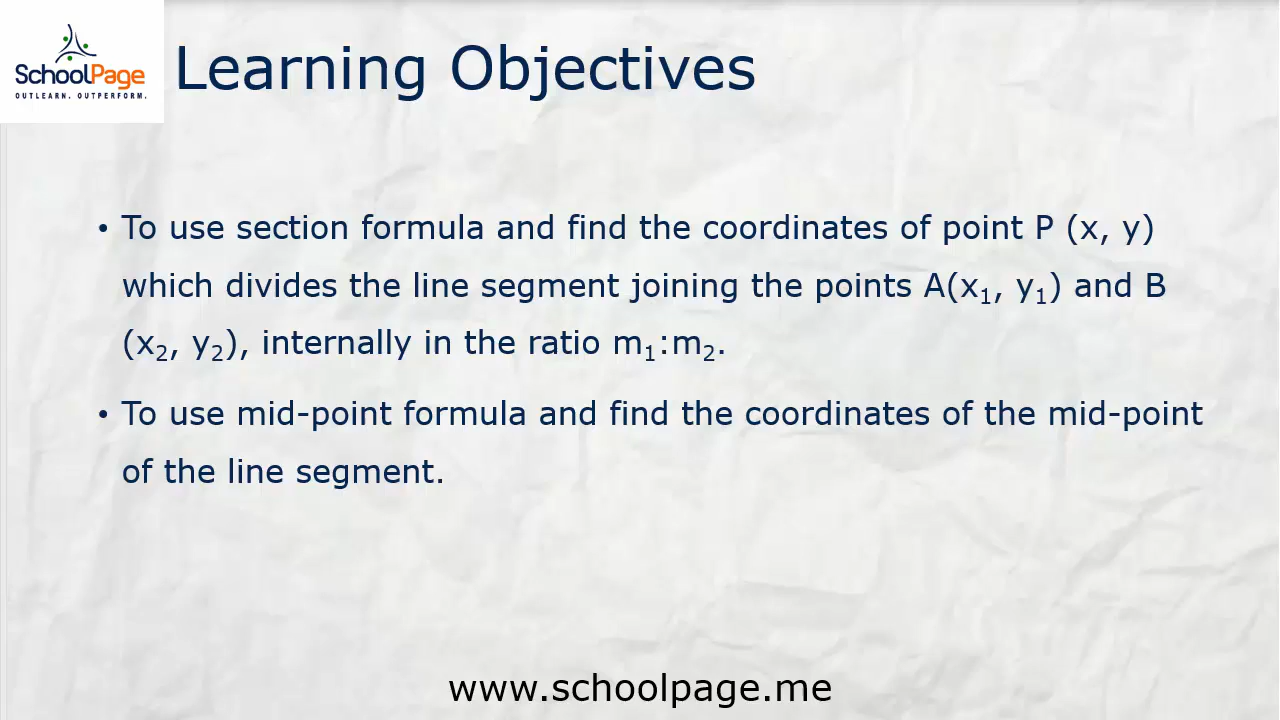 SchoolPage
OUTLEARN. OUTPERFORM.
Learning Objectives
• To use section formula and find the coordinates of point P (x, y)
which divides the line segment joining the points A(x₁, y₁) and B
(x₂, y₂), internally in the ratio m₁:m₂.
• To use mid-point formula and find the coordinates of the mid-point
of the line segment.
www.schoolpage.me